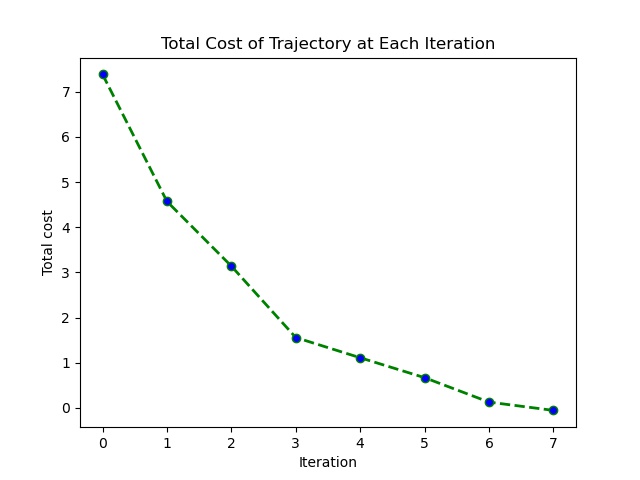 Total Cost of Trajectory at Each Iteration
Total cost
7
6
5
4
3
2
1
0
0 1 2 3 4 5 6 7
Iteration